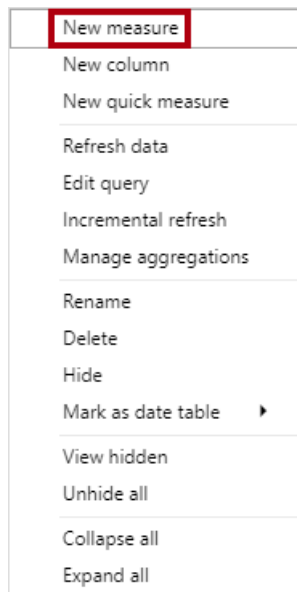 New measure
New column
New quick measure
Refresh data
Edit query
Incremental refresh
Manage aggregations
Rename
Delete
Hide
Mark as date table
View hidden
Unhide all
Collapse all
Expand all